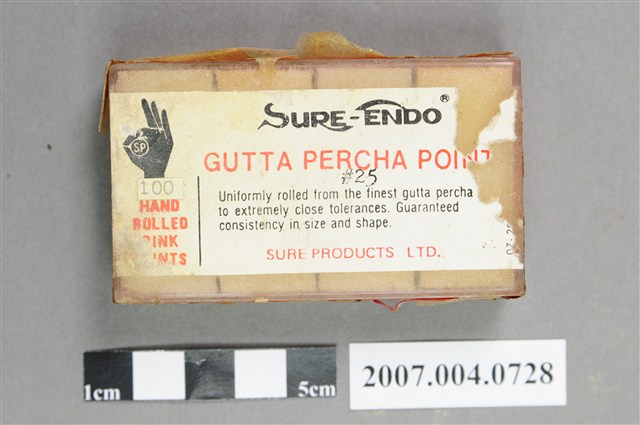 SURE-ENDO®
SP
GUTTA PERCHA POINT
#25
100
HAND
ROLLED
PINK
Uniformly rolled from the finest gutta percha
to extremely close tolerances. Guaranteed
consistency in size and shape.
SURE PRODUCTS LTD.
1cm 5cm
2007.004.0728